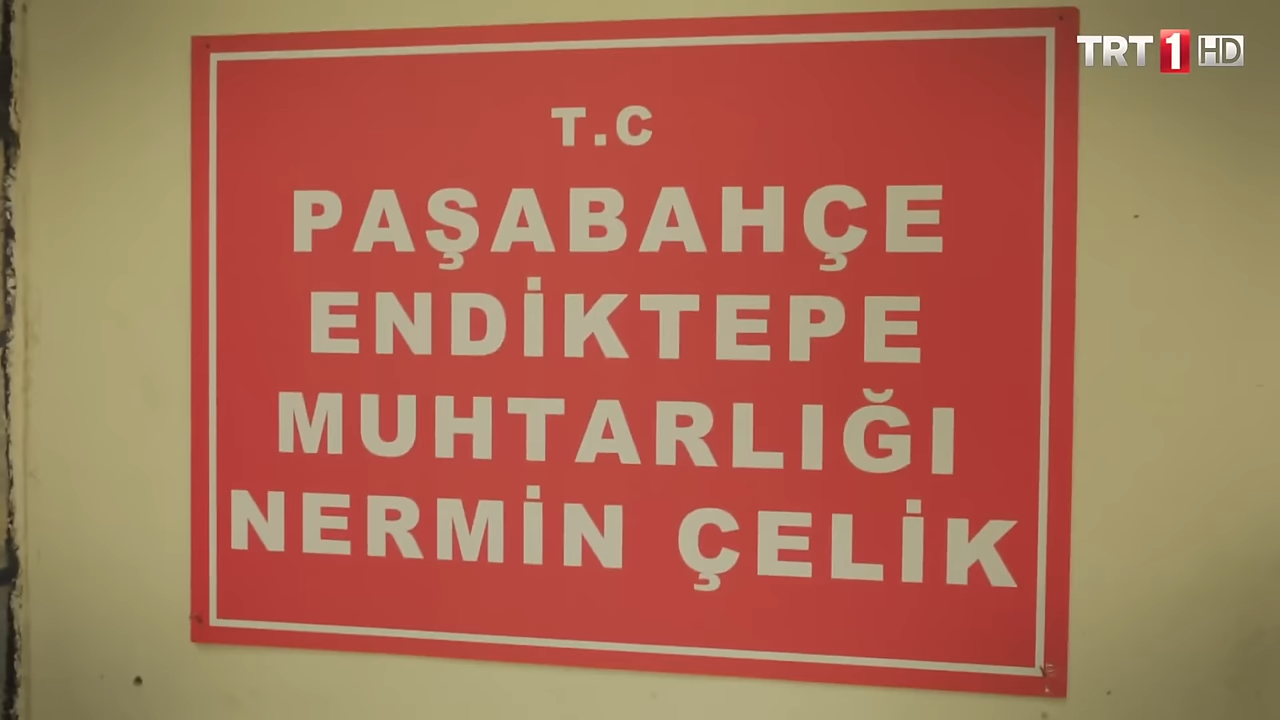 TRT 1 HD
T.C
PAŞABAHÇE
ENDİKTEPE
MUHTARLIĞI
NERMİN ÇELİK